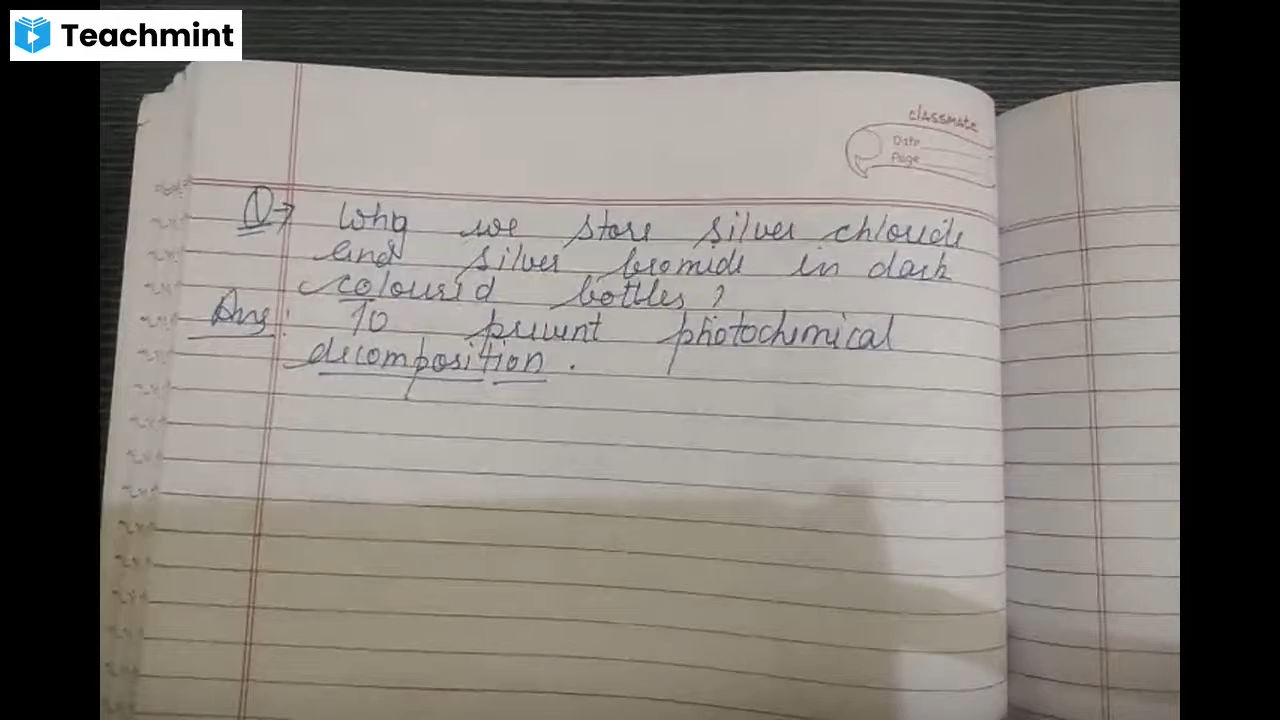 Teachmint
classmate
Date
Page
Q→ Why we store silver chloride
and silver bromide in dark
coloured bottles?
Ans: To prevent photochemical
decomposition.